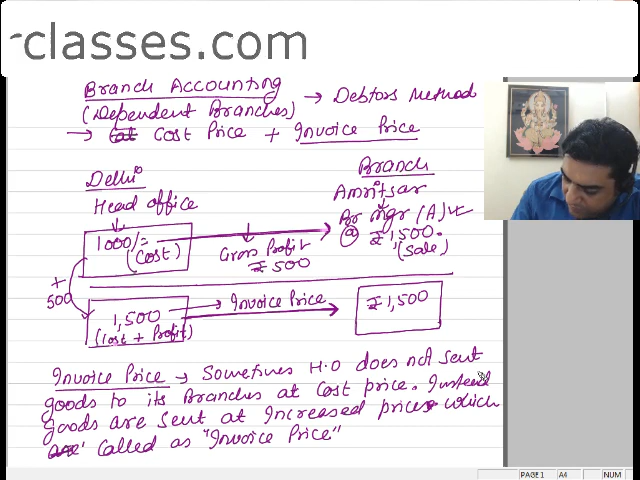 classes.com
Branch Accounting
(Dependent Branches) → Debtors Method
→ Cost Price + Invoice Price
Delhi
Head office
Branch
Amritsar
Br mgr (A)
1000/=
(Cost)
Gross Profit
₹ 500
@ ₹1,500.
(Sale)
+
500
1,500
(Cost + Profit)
Invoice Price
₹1,500
Invoice Price → Sometimes H.O does not sent
goods to its Branches at Cost price. Instead
goods are sent at Increased price which
are called as "Invoice Price"
PAGE 1 A4 NUM